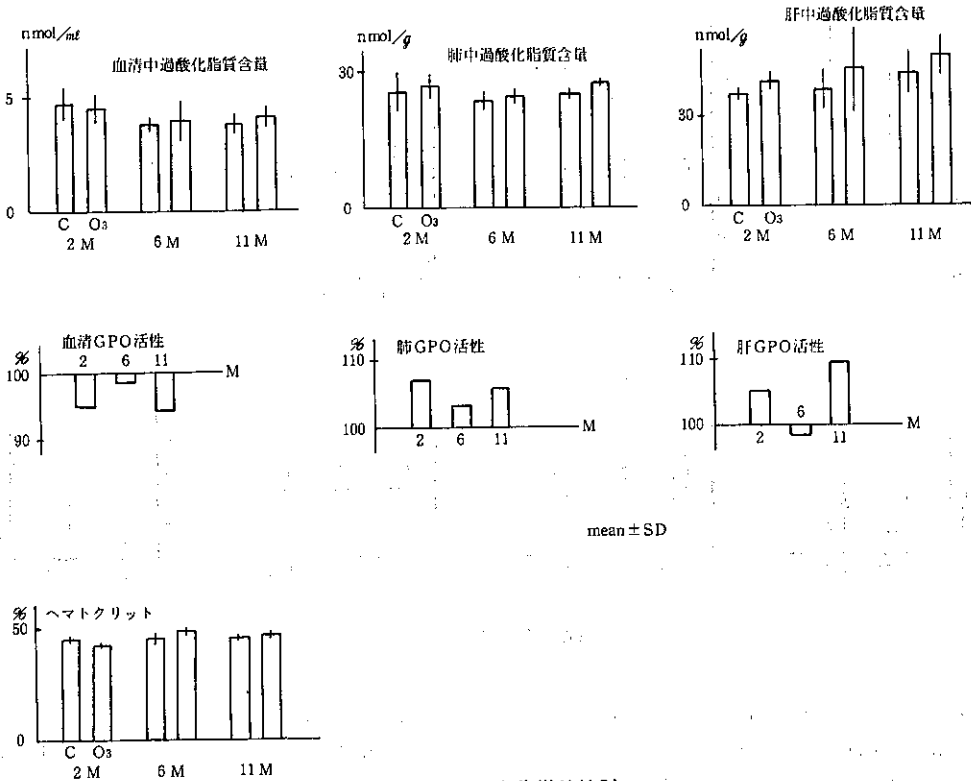 nmol/ml
血清中過酸化脂質含量
5
0
C O₃
2 M 6 M 11 M
nmol/g
肺中過酸化脂質含量
30
0
C O₃
2 M 6 M 11 M
肝中過酸化脂質含量
nmol/g
30
0
C O₃
2 M 6 M 11 M
血清GPO活性
%
2 6 11
100
M
90
肺GPO活性
%
110
100
M
2 6 11
肝GPO活性
%
110
6
100
M
2 11
mean±SD
% ヘマトクリット
50
0
C O₃
2 M 6 M 11 M